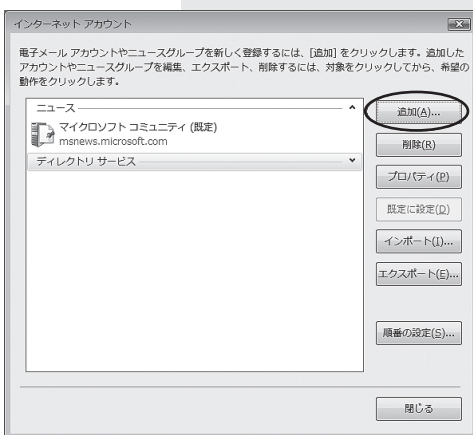 インターネット アカウント
電子メール アカウントやニュースグループを新しく登録するには、[追加] をクリックします。追加した
アカウントやニュースグループを編集、エクスポート、削除するには、対象をクリックしてから、希望の
動作をクリックします。
ニュース
マイクロソフト コミュニティ (既定)
msnews.microsoft.com
ディレクトリ サービス
追加(A)...
削除(R)
プロパティ(P)
既定に設定(D)
インポート(I)...
エクスポート(E)...
順番の設定(S)...
閉じる